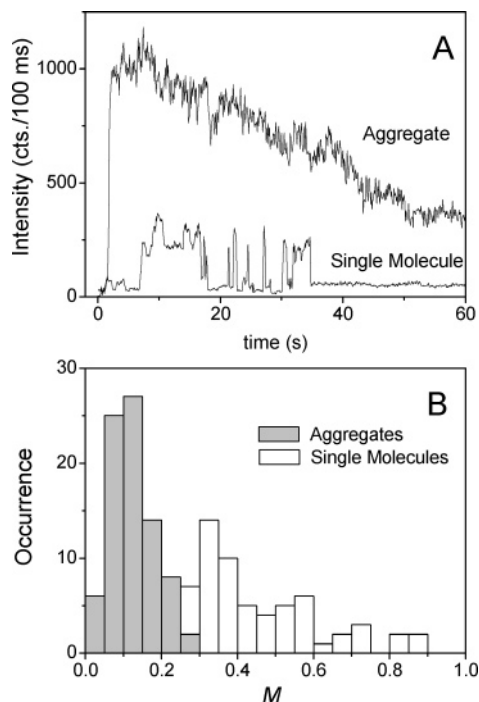 A
Intensity (cts./100 ms)
1000
500
0
Aggregate
Single Molecule
0 20 40 60
time (s)
B
Occurrence
30
20
10
0
Aggregates
Single Molecules
0.0 0.2 0.4 0.6 0.8 1.0
M